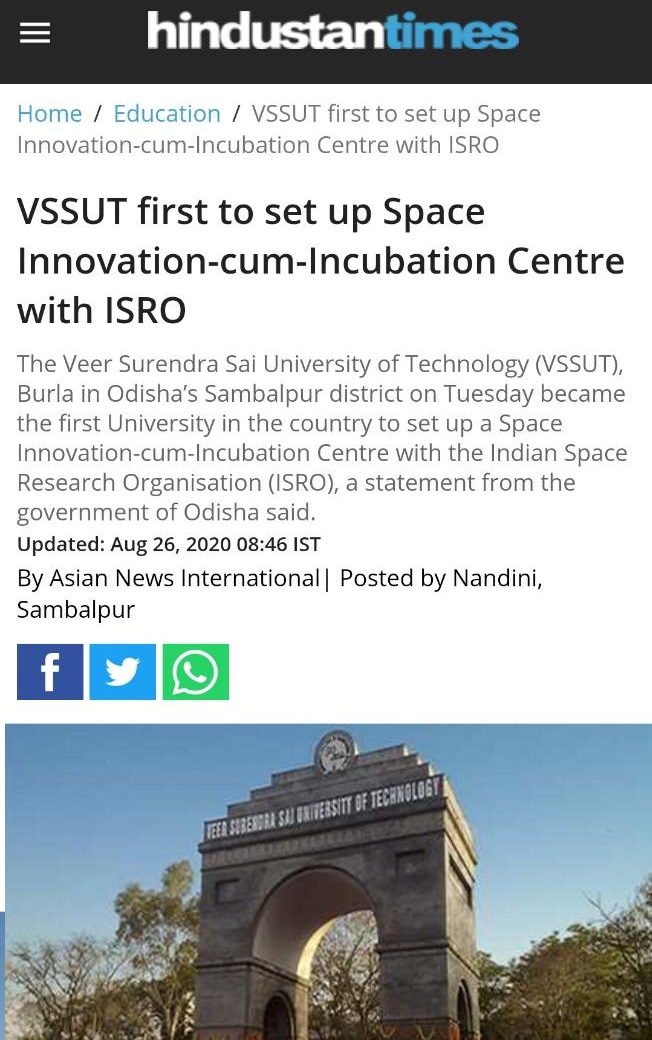 hindustantimes
Home / Education / VSSUT first to set up Space
Innovation-cum-Incubation Centre with ISRO
VSSUT first to set up Space
Innovation-cum-Incubation Centre
with ISRO
The Veer Surendra Sai University of Technology (VSSUT),
Burla in Odisha’s Sambalpur district on Tuesday became
the first University in the country to set up a Space
Innovation-cum-Incubation Centre with the Indian Space
Research Organisation (ISRO), a statement from the
government of Odisha said.
Updated: Aug 26, 2020 08:46 IST
By Asian News International| Posted by Nandini,
Sambalpur
VEER SURENDRA SAI UNIVERSITY OF TECHNOLOGY